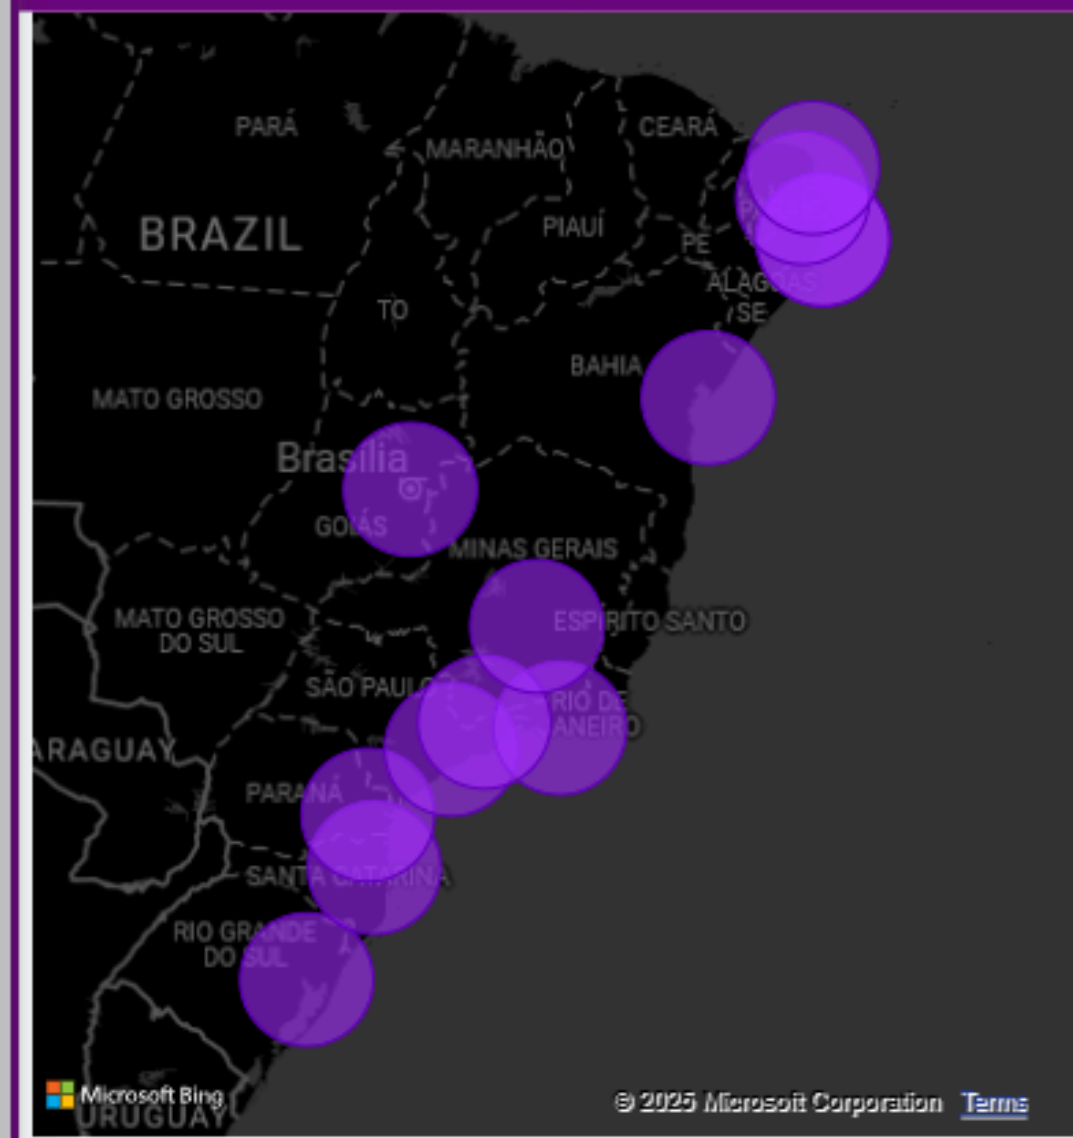 PARÁ
CEARÁ
MARANHÃO
BRAZIL
PIAUÍ
PE
ALAGOAS
TO
SE
BAHIA
MATO GROSSO
Brasília
GOIÁS
MINAS GERAIS
MATO GROSSO
DO SUL
ESPÍRITO SANTO
SÃO PAULO
RIO DE
JANEIRO
ARAGUAY
PARANÁ
SANTA CATARINA
RIO GRANDE
DO SUL
Microsoft Bing
© 2025 Microsoft Corporation Terms
URUGUAY